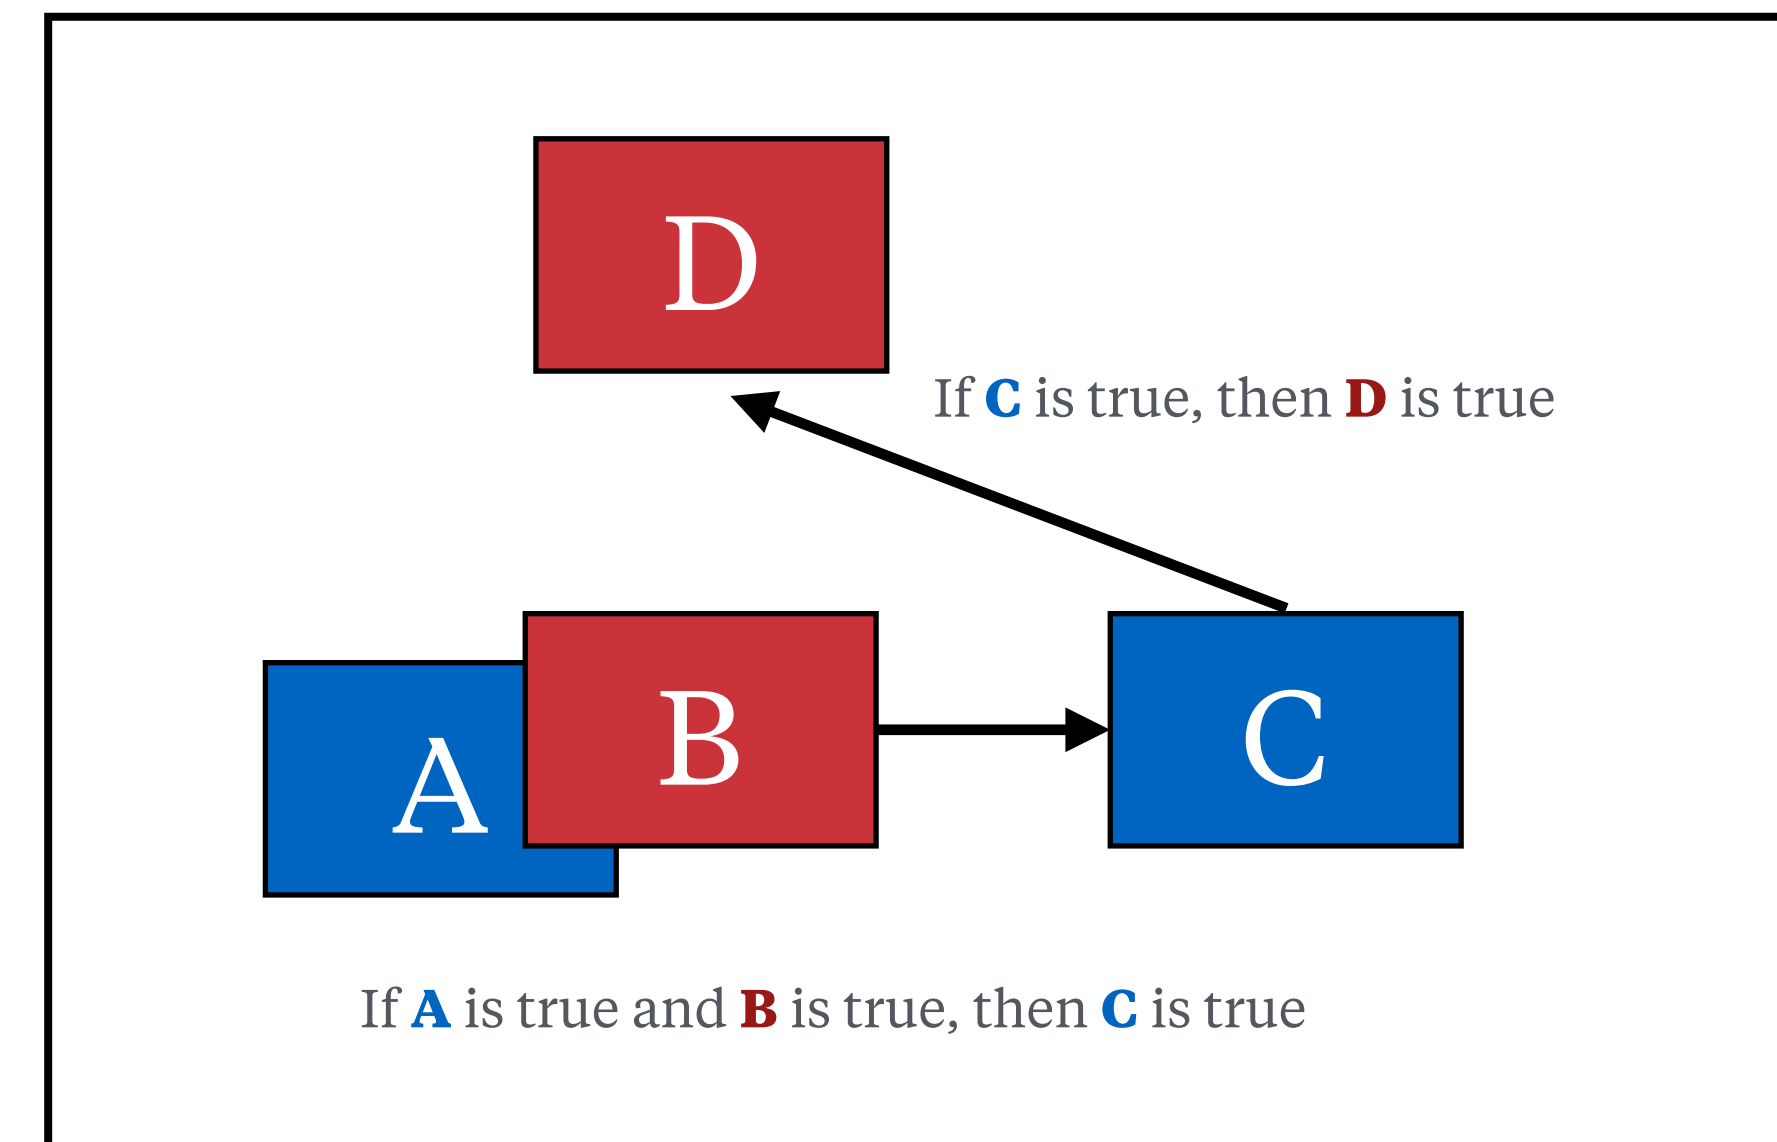 D
If C is true, then D is true
A
B
C
If A is true and B is true, then C is true